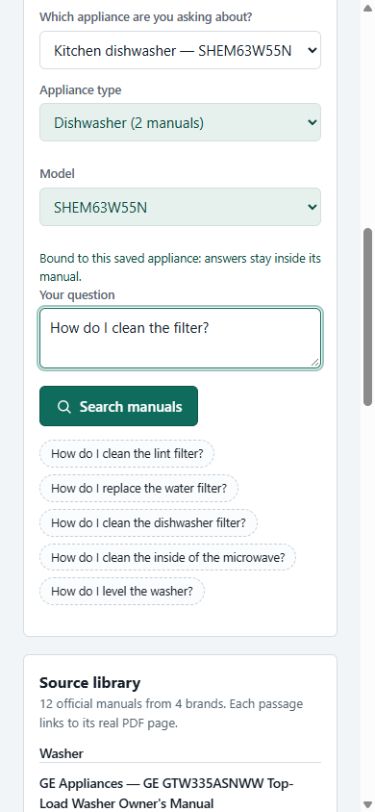 Which appliance are you asking about?
Kitchen dishwasher — SHEM63W55N
Appliance type
Dishwasher (2 manuals)
Model
SHEM63W55N
Bound to this saved appliance: answers stay inside its
manual.
Your question
How do I clean the filter?
Search manuals
How do I clean the lint filter?
How do I replace the water filter?
How do I clean the dishwasher filter?
How do I clean the inside of the microwave?
How do I level the washer?
Source library
12 official manuals from 4 brands. Each passage
links to its real PDF page.
Washer
GE Appliances — GE GTW335ASNWW Top-
Load Washer Owner's Manual